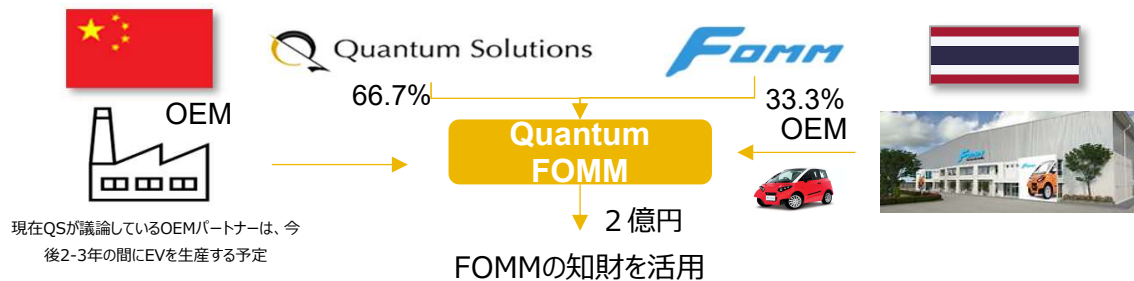 Quantum Solutions
FOMM
66.7%
33.3%
OEM
OEM
Quantum
FOMM
２億円
FOMMの知財を活用
現在QSが議論しているOEMパートナーは、今
後2-3年の間にEVを生産する予定
FOMM